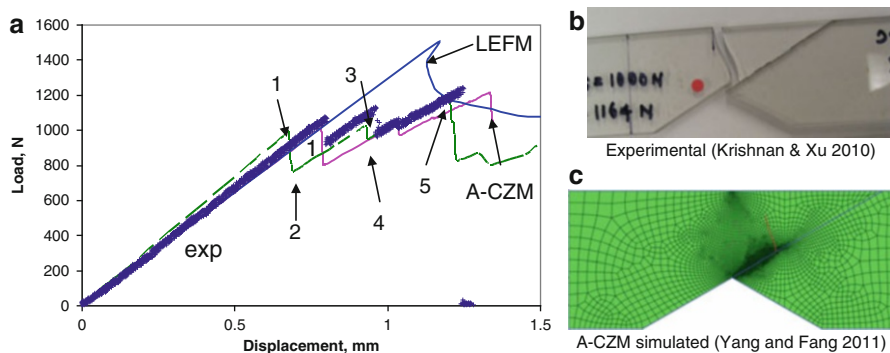 a
1600
1400
1200
1000
800
600
400
200
0
Load, N
0
0.5
1
1.5
Displacement, mm
LEFM
A-CZM
exp
1
1
2
3
4
5
b
1000 N
1164 N
Experimental (Krishnan & Xu 2010)
c
A-CZM simulated (Yang and Fang 2011)